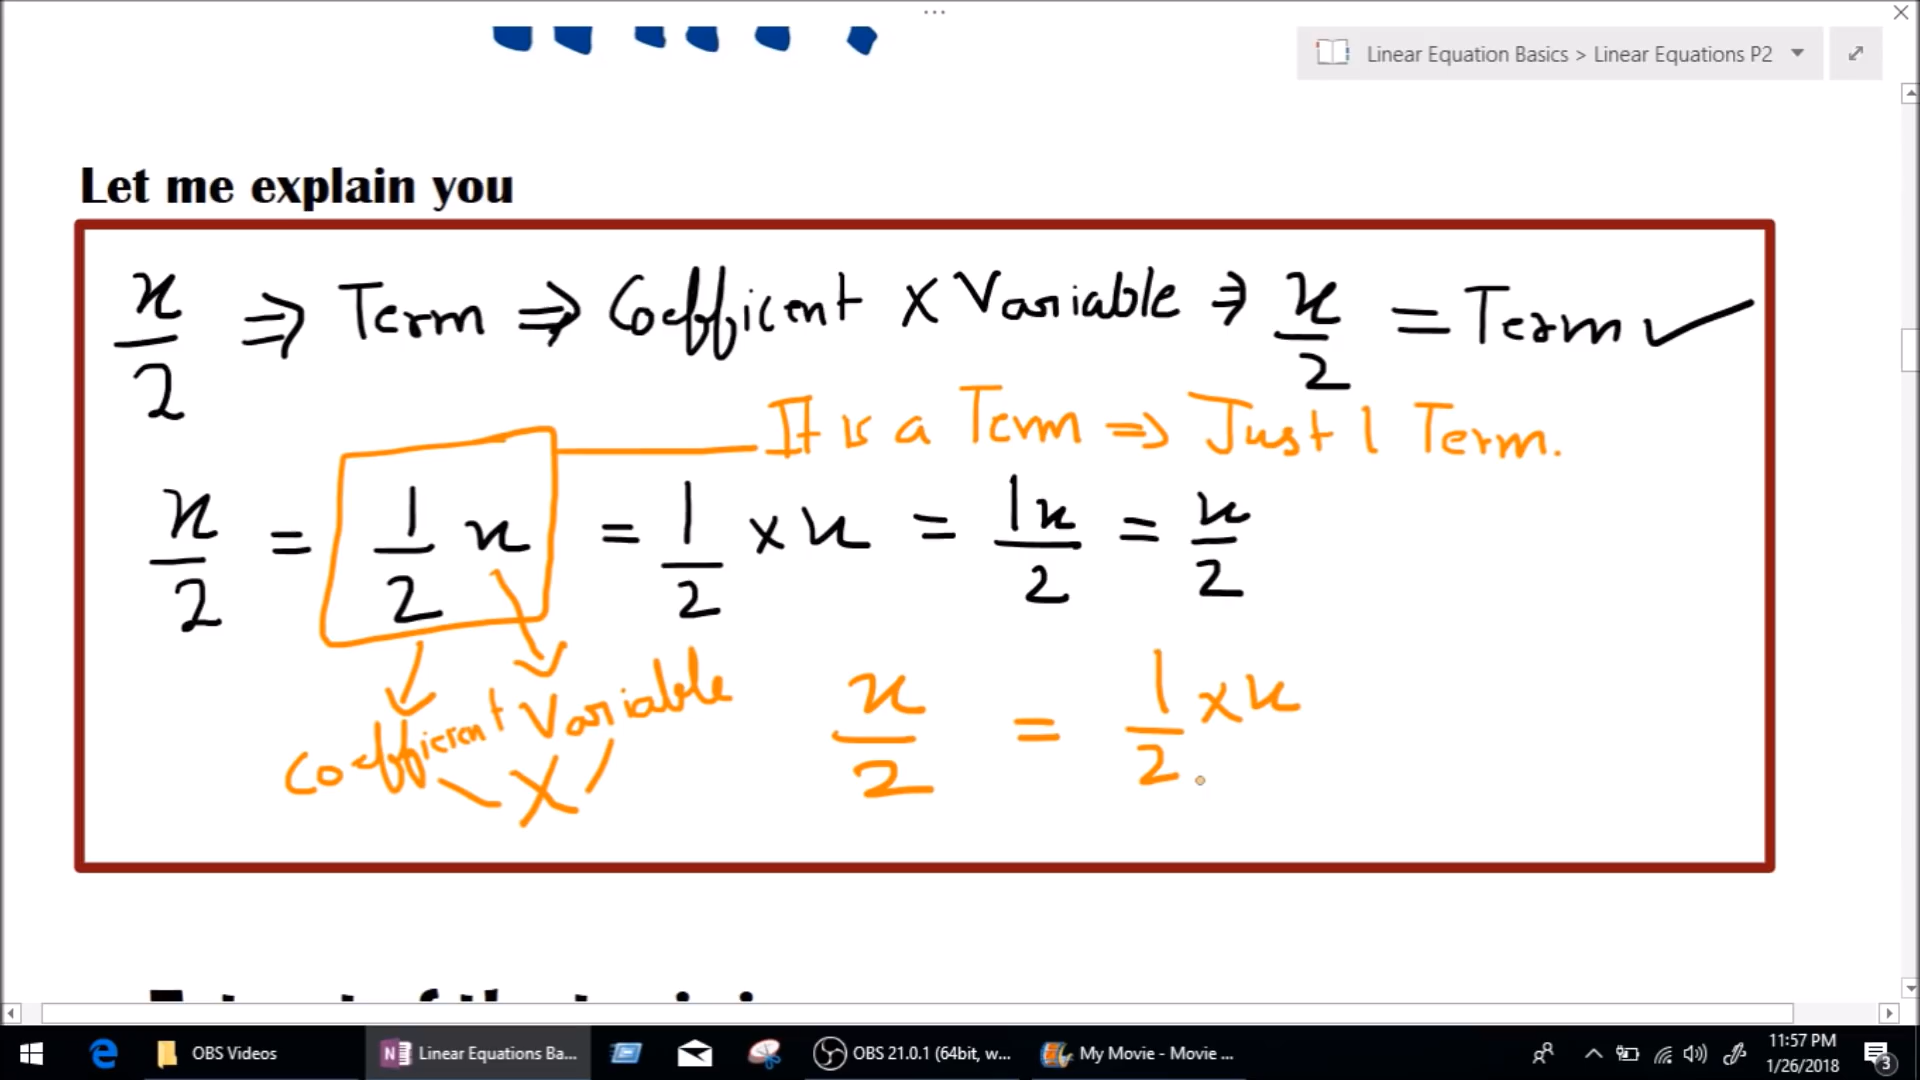 Linear Equation Basics > Linear Equations P2
Let me explain you
x/2 ⇒ Term ⇒ Coefficent × Variable ⇒ x/2 = Term ✓
It is a Term ⇒ Just 1 Term.
x/2 = 1/2 x = 1/2 × x = 1x/2 = x/2
Coefficient Variable
×
x/2 = 1/2 × x
OBS Videos
Linear Equations Ba...
OBS 21.0.1 (64bit, w...
My Movie - Movie ...
11:57 PM
1/26/2018
3